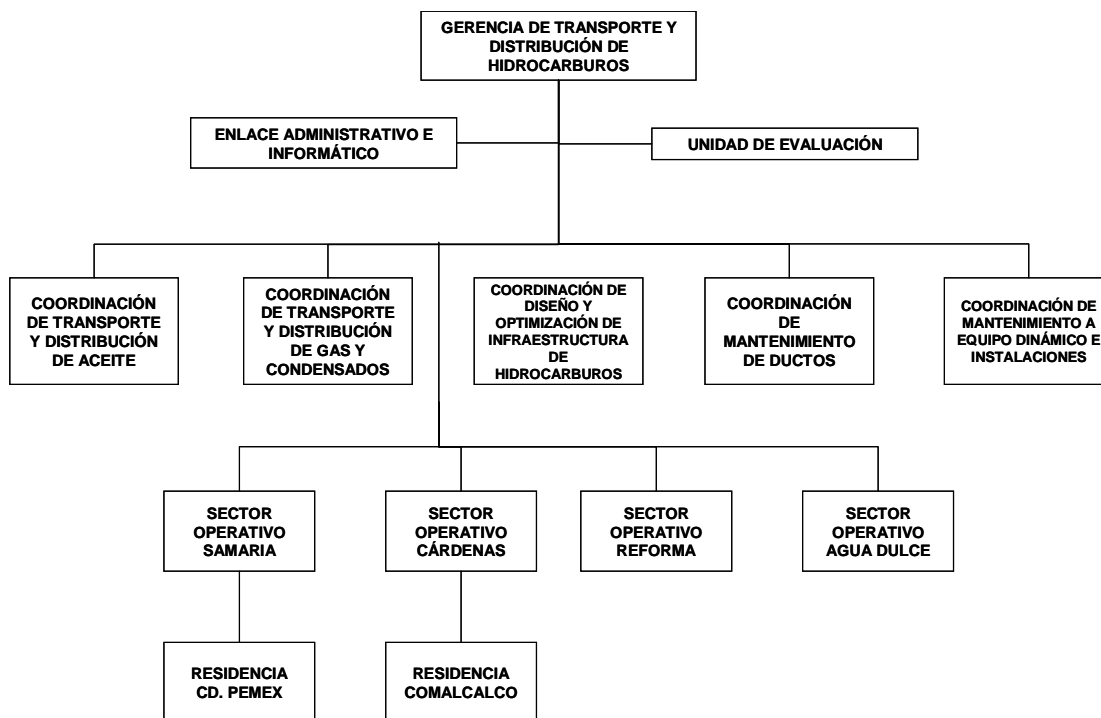 GERENCIA DE TRANSPORTE Y
DISTRIBUCIÓN DE
HIDROCARBUROS
ENLACE ADMINISTRATIVO E
INFORMÁTICO
UNIDAD DE EVALUACIÓN
COORDINACIÓN
DE TRANSPORTE
Y DISTRIBUCIÓN
DE ACEITE
COORDINACIÓN
DE TRANSPORTE
Y DISTRIBUCIÓN
DE GAS Y
CONDENSADOS
COORDINACIÓN DE
DISEÑO Y
OPTIMIZACIÓN DE
INFRAESTRUCTURA
DE
HIDROCARBUROS
COORDINACIÓN
DE
MANTENIMIENTO
DE DUCTOS
COORDINACIÓN DE
MANTENIMIENTO A
EQUIPO DINÁMICO E
INSTALACIONES
SECTOR
OPERATIVO
SAMARIA
SECTOR
OPERATIVO
CÁRDENAS
SECTOR
OPERATIVO
REFORMA
SECTOR
OPERATIVO
AGUA DULCE
RESIDENCIA
CD. PEMEX
RESIDENCIA
COMALCALCO